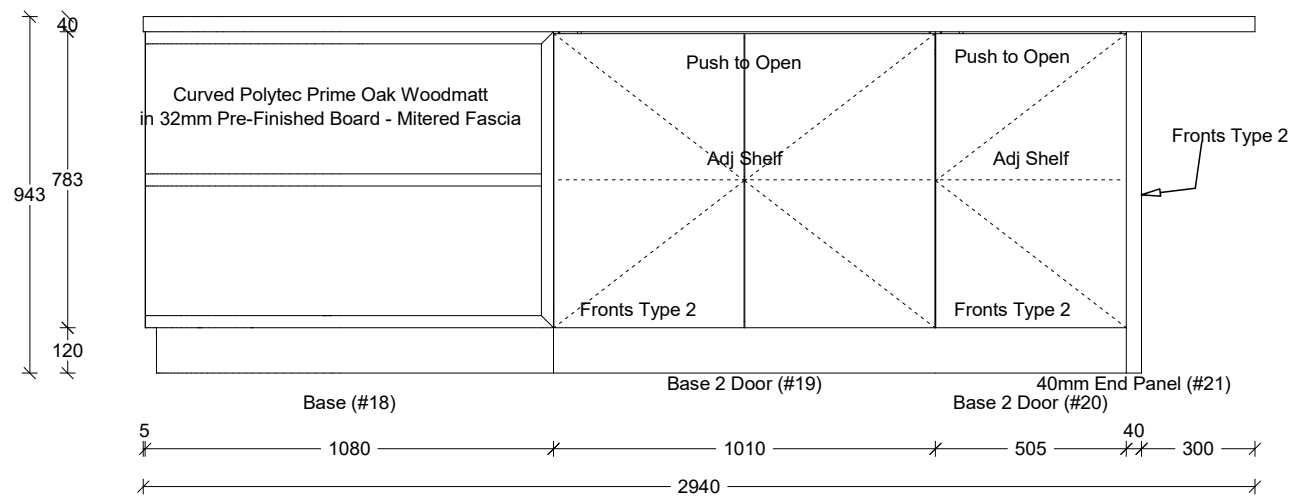 40
Push to Open
Push to Open
Curved Polytec Prime Oak Woodmatt
in 32mm Pre-Finished Board - Mitered Fascia
Fronts Type 2
Adj Shelf
Adj Shelf
943
783
Fronts Type 2
Fronts Type 2
120
Base 2 Door (#19)
40mm End Panel (#21)
Base (#18)
Base 2 Door (#20)
5
40
1080
1010
505
300
2940